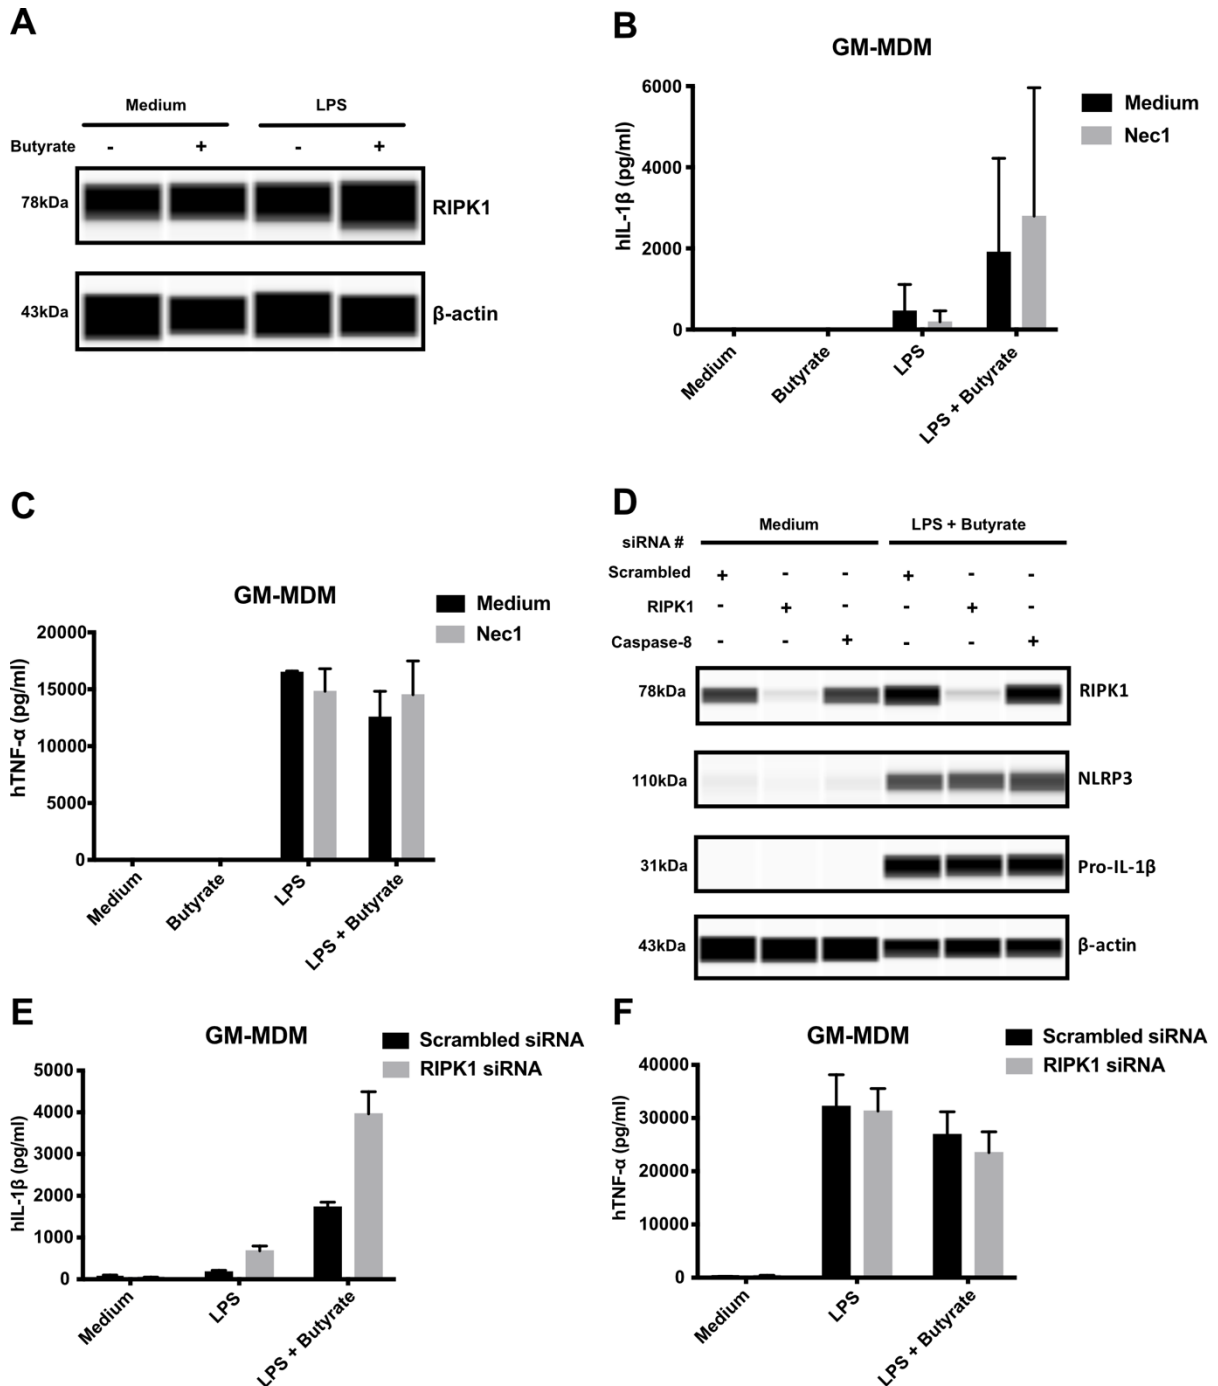 A
Medium LPS
Butyrate - + - +
78kDa RIPK1
43kDa β-actin
B
GM-MDM
Medium
Nec1
hIL-1β (pg/ml)
6000
4000
2000
0
Medium Butyrate LPS LPS + Butyrate
C
GM-MDM
Medium
Nec1
hTNF-α (pg/ml)
20000
15000
10000
5000
0
Medium Butyrate LPS LPS + Butyrate
D
Medium LPS + Butyrate
siRNA #
Scrambled + - - + - -
RIPK1 - + - - + -
Caspase-8 - - + - - +
78kDa RIPK1
110kDa NLRP3
31kDa Pro-IL-1β
43kDa β-actin
E
GM-MDM
Scrambled siRNA
RIPK1 siRNA
hIL-1β (pg/ml)
5000
4000
3000
2000
1000
0
Medium LPS LPS + Butyrate
F
GM-MDM
Scrambled siRNA
RIPK1 siRNA
hTNF-α (pg/ml)
40000
30000
20000
10000
0
Medium LPS LPS + Butyrate